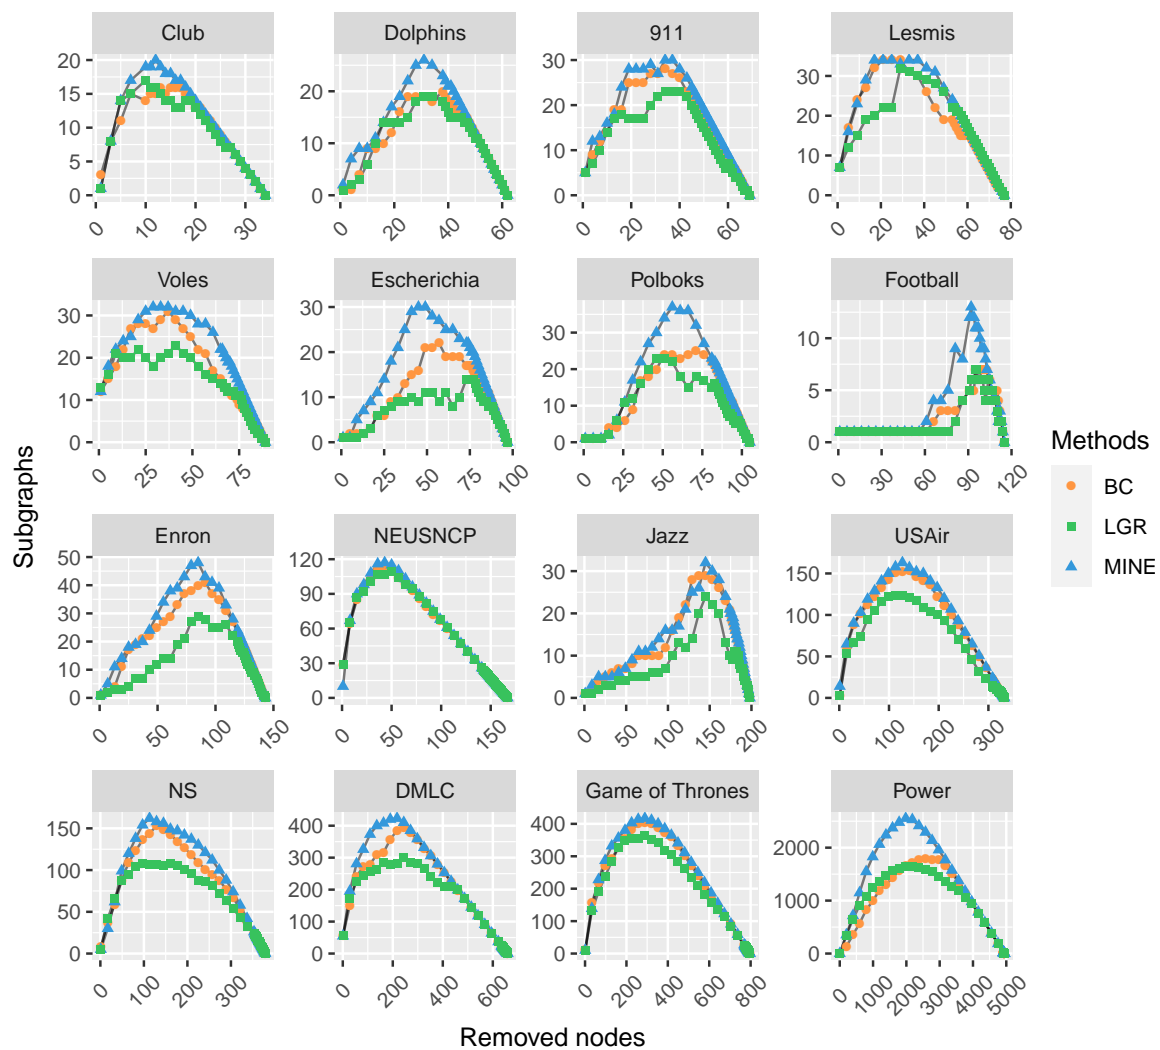 Club Dolphins 911 Lesmis
20 15 10 5 0
0 10 20 30
20 10 0
0 20 40 60
30 20 10 0
0 20 40 60
30 20 10 0
0 20 40 60 80
Voles Escherichia Polboks Football
30 20 10 0
0 25 50 75
30 20 10 0
0 25 50 75 100
30 20 10 0
0 25 50 75 100
10 5 0
0 30 60 90 120
Enron NEUSNCP Jazz USAir
50 40 30 20 10 0
0 50 100 150
120 90 60 30 0
0 50 100 150
30 20 10 0
0 50 100 150 200
150 100 50 0
0 100 200 300
NS DMLC Game of Thrones Power
150 100 50 0
0 100 200 300
400 300 200 100 0
0 200 400 600
400 300 200 100 0
0 200 400 600 800
2000 1000 0
0 1000 2000 3000 4000 5000
Subgraphs
Removed nodes
Methods
BC
LGR
MINE